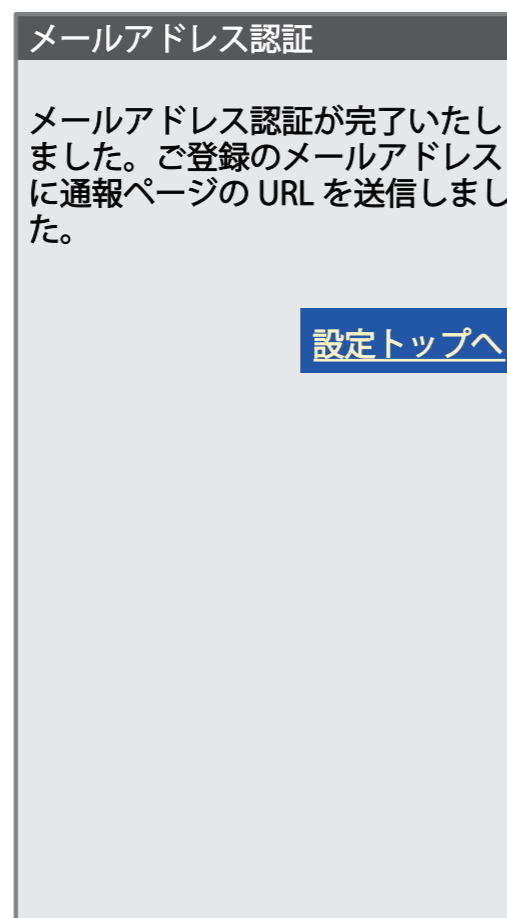 メールアドレス認証
メールアドレス認証が完了いたし
ました。ご登録のメールアドレス
に通報ページの URL を送信しまし
た。
設定トップへ